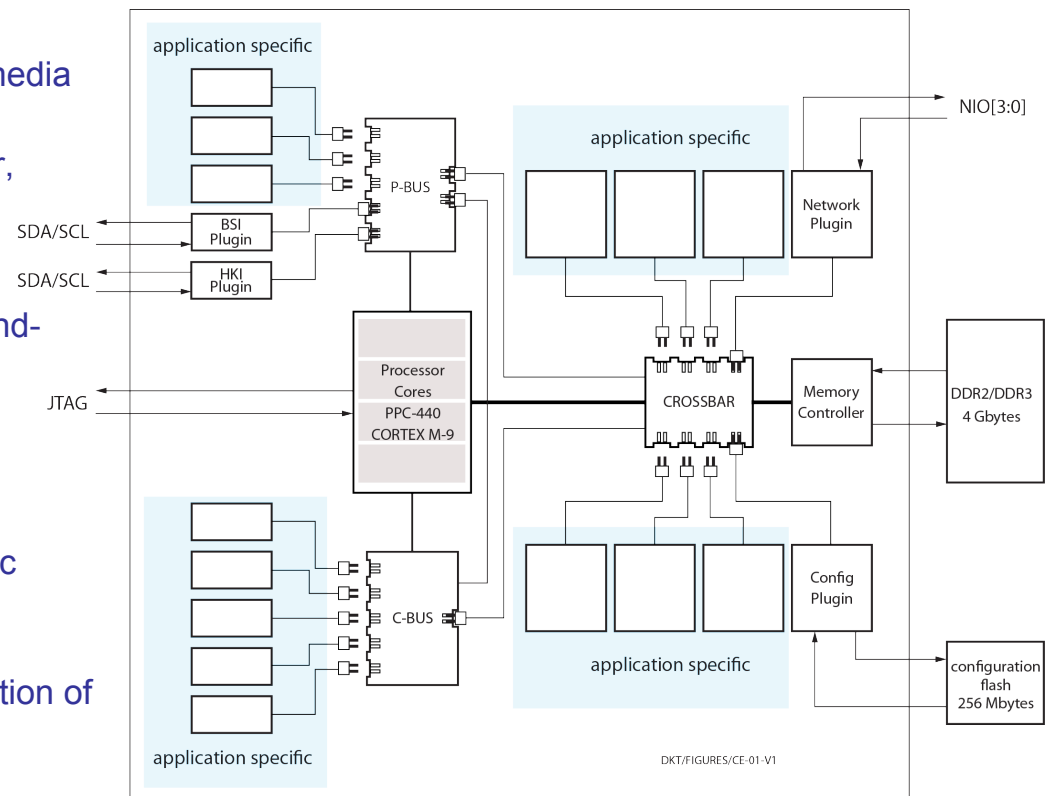 nedia
r,
nd-
c
tion of
application specific
P-BUS
SDA/SCL
BSI
Plugin
SDA/SCL
HKI
Plugin
JTAG
Processor
Cores
PPC-440
CORTEX M-9
C-BUS
application specific
application specific
Network
Plugin
NIO[3:0]
CROSSBAR
Memory
Controller
DDR2/DDR3
4 Gbytes
Config
Plugin
application specific
configuration
flash
256 Mbytes
DKT/FIGURES/CE-01-V1